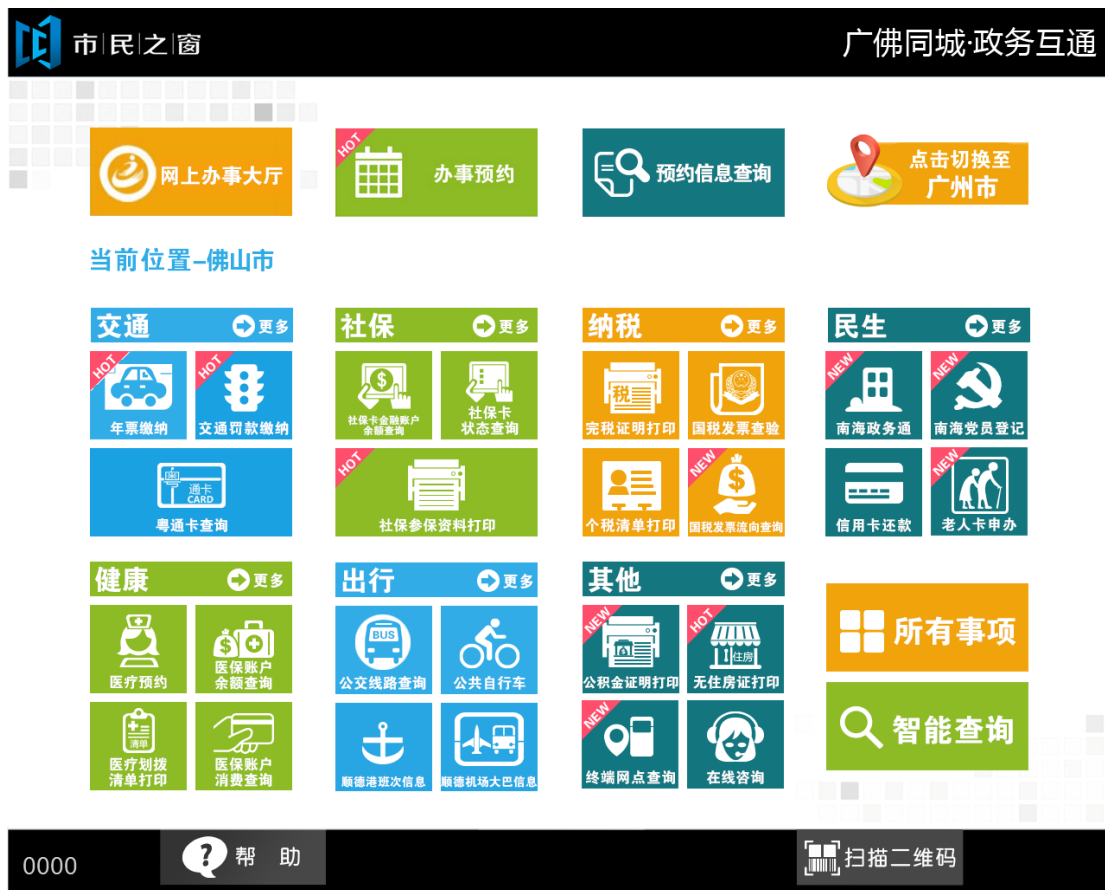 市民之窗
广佛同城·政务互通
网上办事大厅
HOT
办事预约
预约信息查询
点击切换至
广州市
当前位置–佛山市
交通
更多
HOT
年票缴纳
HOT
交通罚款缴纳
粤
通卡
CARD
粤通卡查询
社保
更多
社保卡金融账户
余额查询
社保卡
状态查询
HOT
社保参保资料打印
纳税
更多
税
完税证明打印
国税发票查验
个税清单打印
NEW
国税发票流向查询
民生
更多
NEW
南海政务通
NEW
南海党员登记
信用卡还款
NEW
老人卡申办
健康
更多
医疗预约
医保账户
余额查询
清单
医疗划拨
清单打印
医保账户
消费查询
出行
更多
BUS
公交线路查询
公共自行车
顺德港班次信息
顺德机场大巴信息
其他
更多
NEW
公积金证明打印
HOT
住房
无住房证打印
NEW
终端网点查询
在线咨询
所有事项
智能查询
0000
?
帮 助
扫描二维码